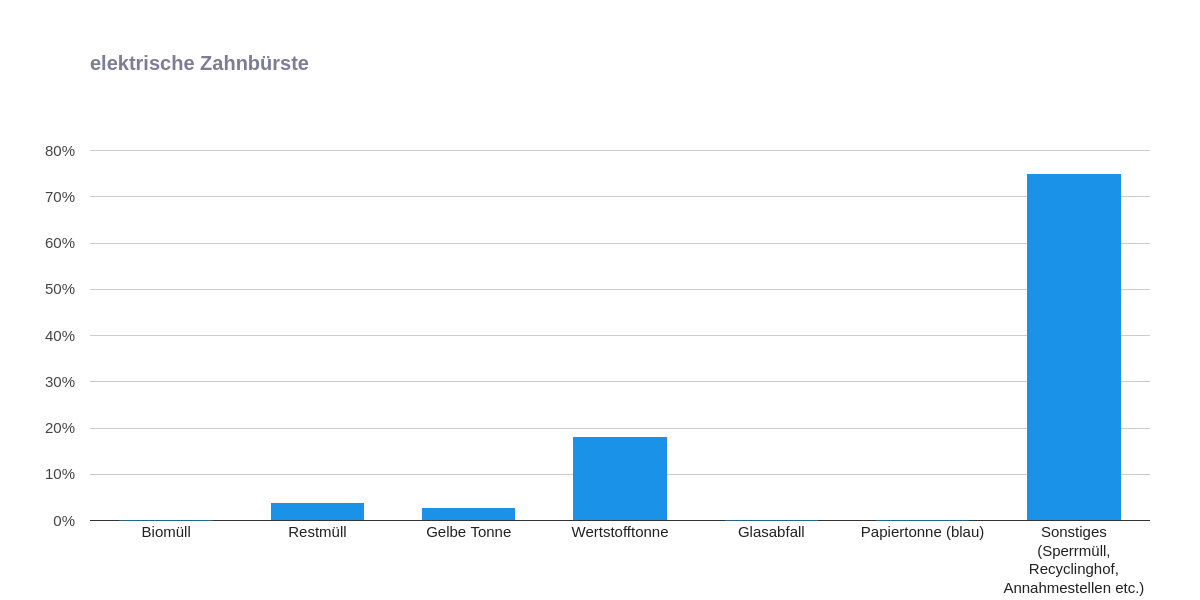 elektrische Zahnbürste
80%
70%
60%
50%
40%
30%
20%
10%
0%
Biomüll
Restmüll
Gelbe Tonne
Wertstofftonne
Glasabfall
Papiertonne (blau)
Sonstiges
(Sperrmüll,
Recyclinghof,
Annahmestellen etc.)